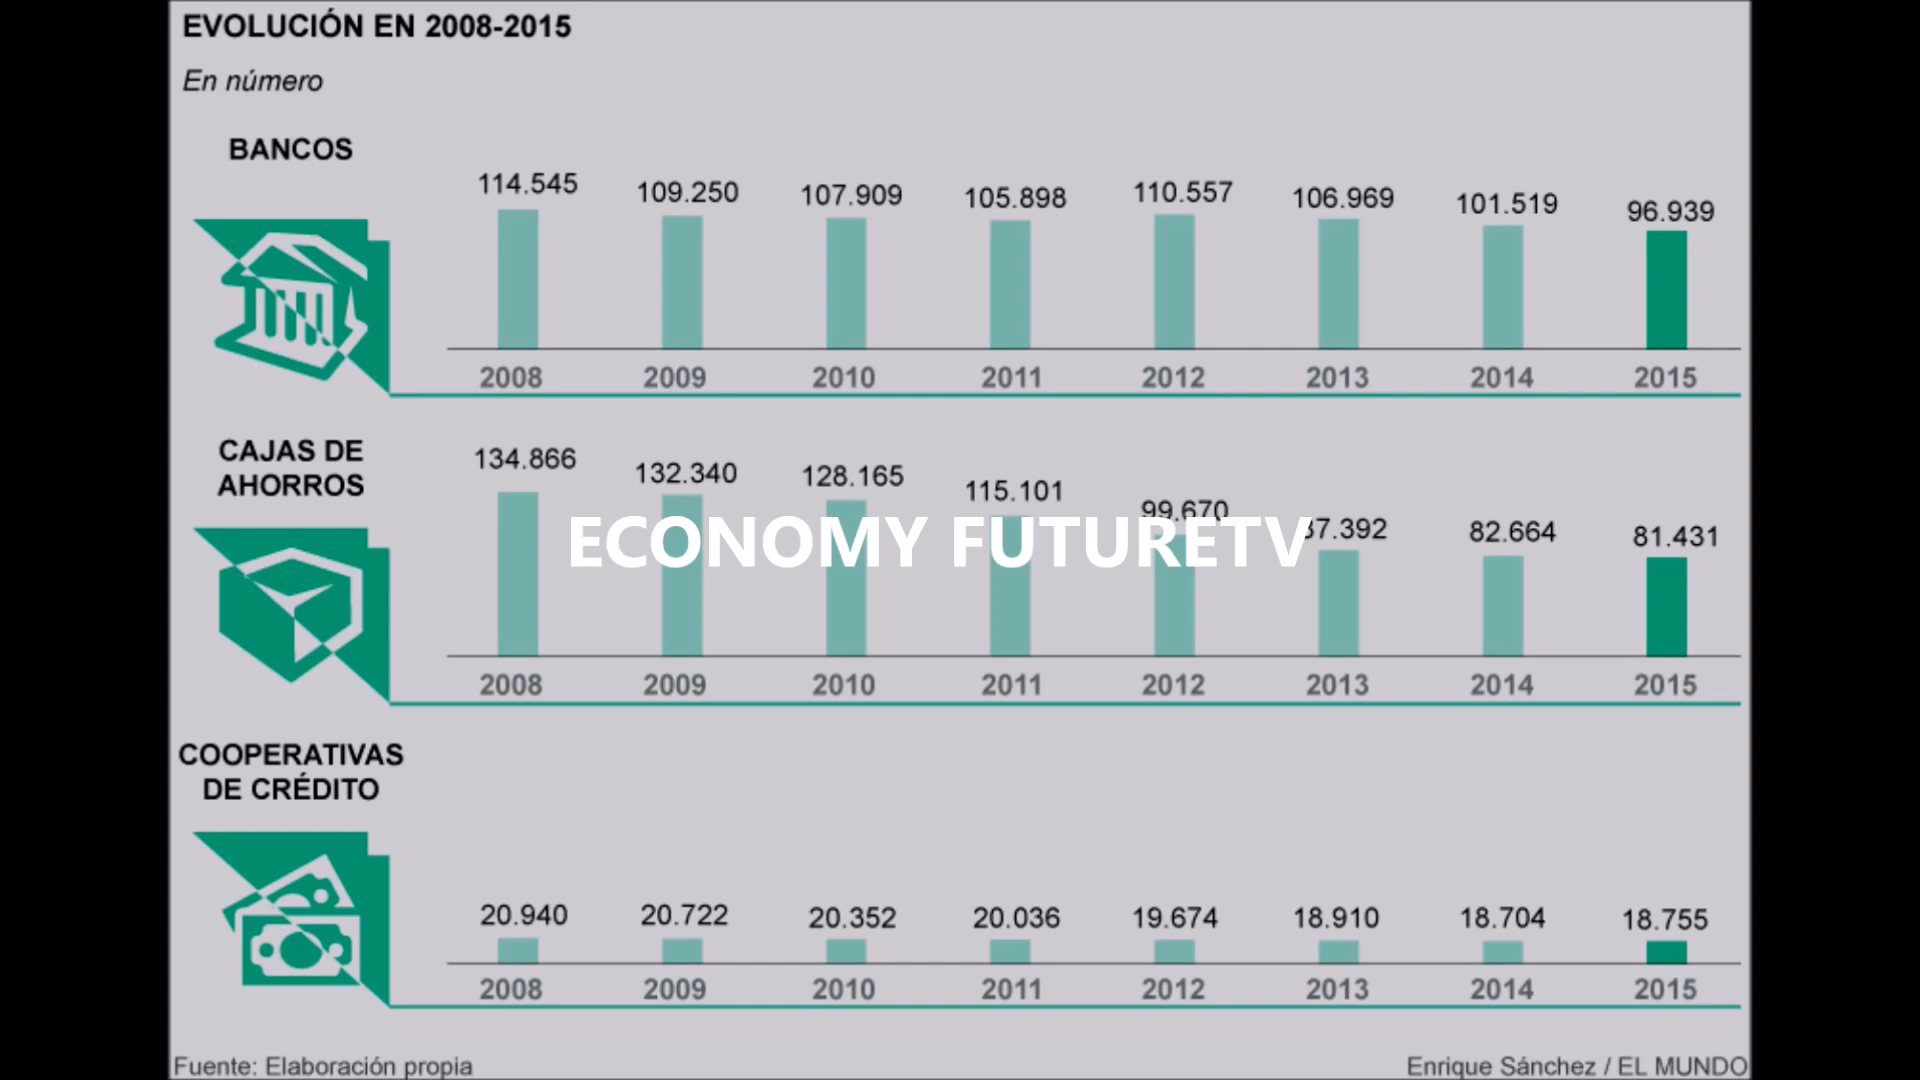 EVOLUCIÓN EN 2008-2015
En número
BANCOS
114.545 109.250 107.909 105.898 110.557 106.969 101.519 96.939
2008 2009 2010 2011 2012 2013 2014 2015
CAJAS DE
AHORROS
134.866 132.340 128.165 115.101 99.670 87.392 82.664 81.431
ECONOMY FUTURETV
2008 2009 2010 2011 2012 2013 2014 2015
COOPERATIVAS
DE CRÉDITO
20.940 20.722 20.352 20.036 19.674 18.910 18.704 18.755
2008 2009 2010 2011 2012 2013 2014 2015
Fuente: Elaboración propia
Enrique Sánchez / EL MUNDO